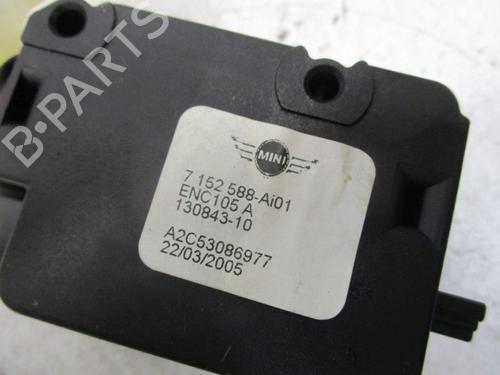 B-PARTS
MINI
7 152 588-Ai01
ENC105 A
130843-10
A2C53086977
22/03/2005